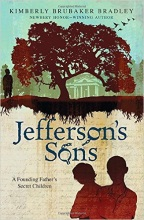 KIMBERLY BRUBAKER BRADLEY
NEWBERY HONOR–WINNING AUTHOR
Jefferson's
Sons
A Founding Father's
Secret Children